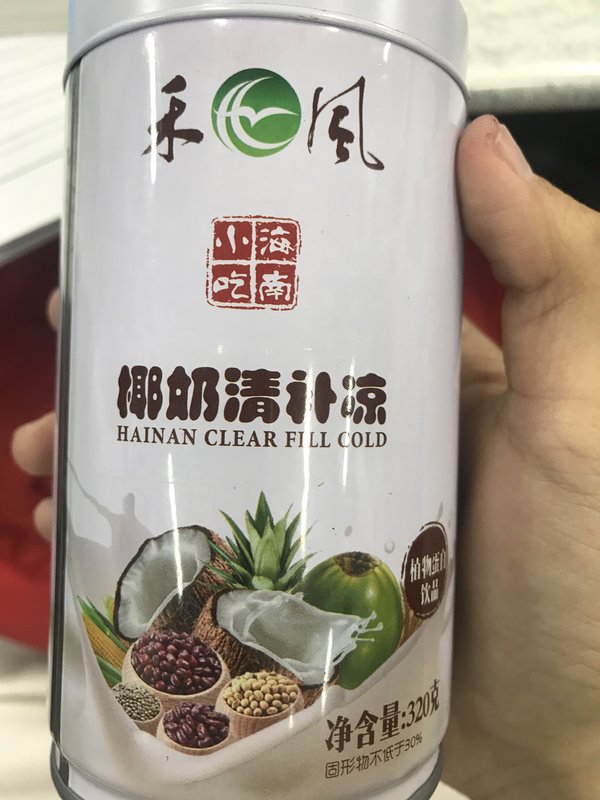 禾风
海南
小吃
椰奶清补凉
HAINAN CLEAR FILL COLD
植物蛋白
饮品
净含量:320克
固形物不低于30%